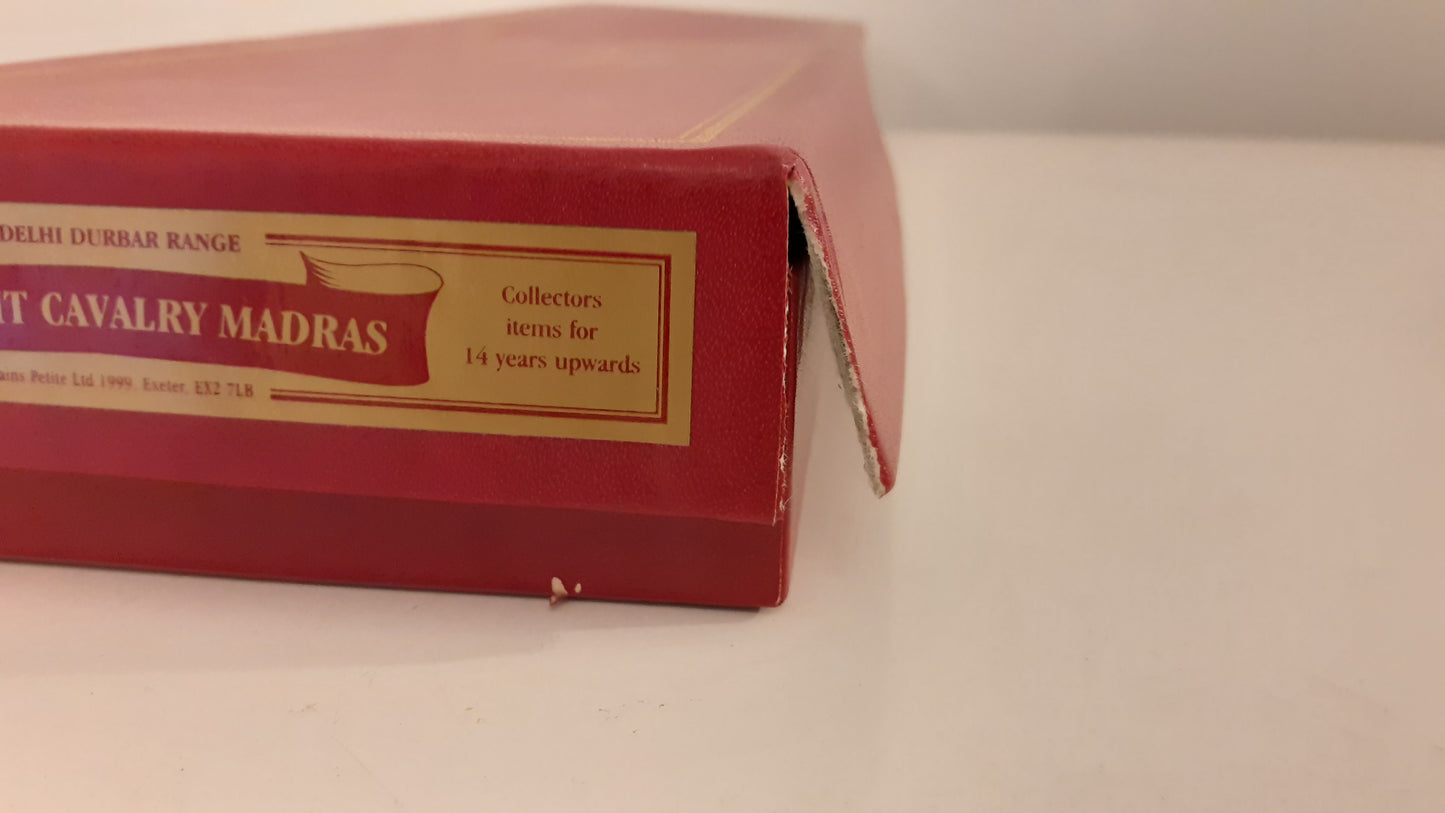 DELHI DURBAR RANGE
CAVALRY MADRAS
Petite Ltd 1999. Exeter, EX2 7LB
Collectors
items for
14 years upwards